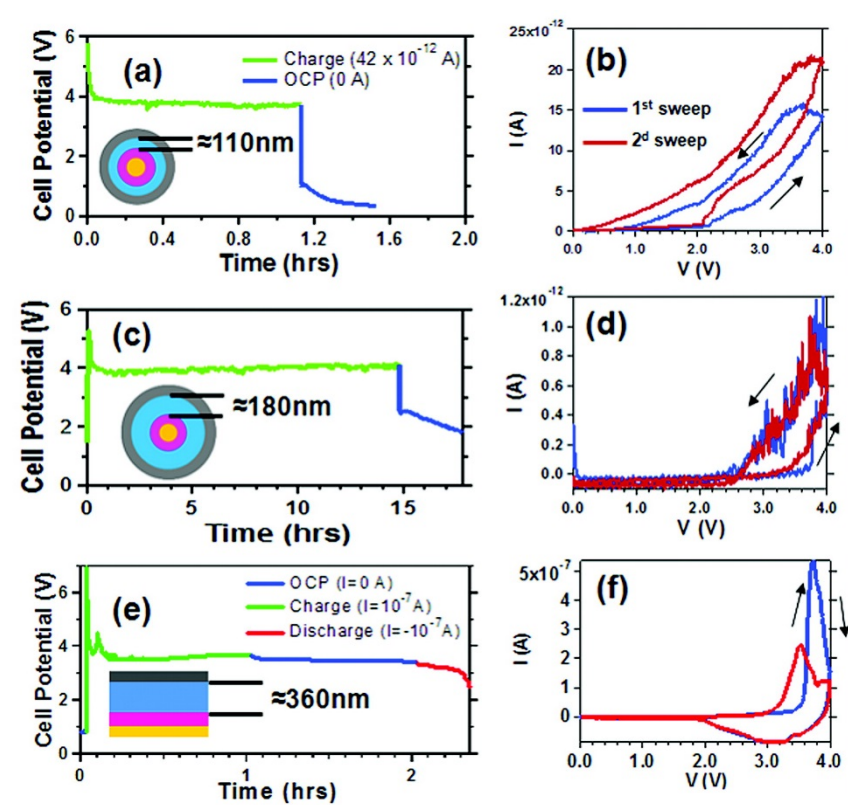 (a)
Charge (42 x 10⁻¹² A)
OCP (0 A)
≈110nm
Cell Potential (V)
6
4
2
0
0.0 0.4 0.8 1.2 1.6 2.0
Time (hrs)
25x10⁻¹²
(b)
1ˢᵗ sweep
2ᵈ sweep
I (A)
20
15
10
5
0
0.0 1.0 2.0 3.0 4.0
V (V)
(c)
≈180nm
Cell Potential (V)
6
4
2
0
0 5 10 15
Time (hrs)
1.2x10⁻¹²
(d)
I (A)
1.0
0.8
0.6
0.4
0.2
0.0
0.0 1.0 2.0 3.0 4.0
V (V)
(e)
OCP (I= 0 A)
Charge (I=10⁻⁷A)
Discharge (I=-10⁻⁷A)
≈360nm
Cell Potential (V)
6
4
2
0
0 1 2
Time (hrs)
5x10⁻⁷
(f)
I (A)
4
3
2
1
0
0.0 1.0 2.0 3.0 4.0
V (V)